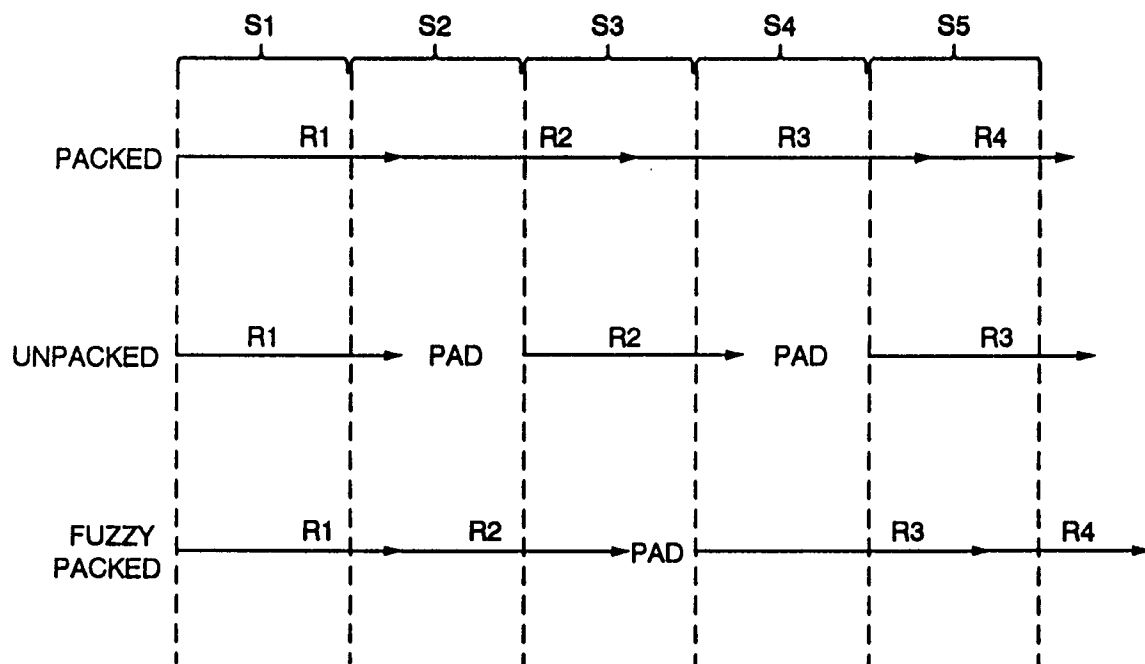 S1 S2 S3 S4 S5
PACKED R1 R2 R3 R4
UNPACKED R1 PAD R2 PAD R3
FUZZY
PACKED R1 R2 PAD R3 R4